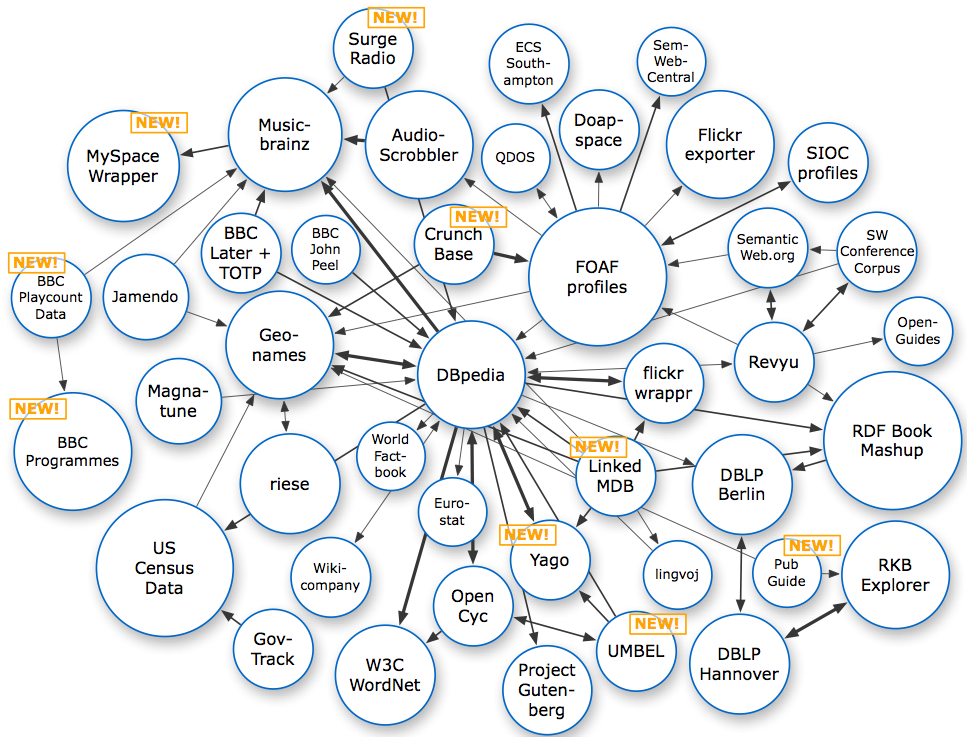 NEW!
Surge
Radio
ECS
South-
ampton
Sem-
Web-
Central
NEW!
MySpace
Wrapper
Music-
brainz
Audio-
Scrobbler
QDOS
Doap-
space
Flickr
exporter
SIOC
profiles
NEW!
BBC
Playcount
Data
Jamendo
BBC
Later +
TOTP
BBC
John
Peel
NEW!
Crunch
Base
FOAF
profiles
Semantic
Web.org
SW
Conference
Corpus
Geo-
names
DBpedia
flickr
wrappr
Revyu
Open-
Guides
NEW!
BBC
Programmes
Magna-
tune
riese
World
Fact-
book
Euro-
stat
NEW!
Linked
MDB
DBLP
Berlin
RDF Book
Mashup
US
Census
Data
Wiki-
company
Open
Cyc
NEW!
Yago
lingvoj
NEW!
Pub
Guide
RKB
Explorer
Gov-
Track
W3C
WordNet
Project
Guten-
berg
NEW!
UMBEL
DBLP
Hannover